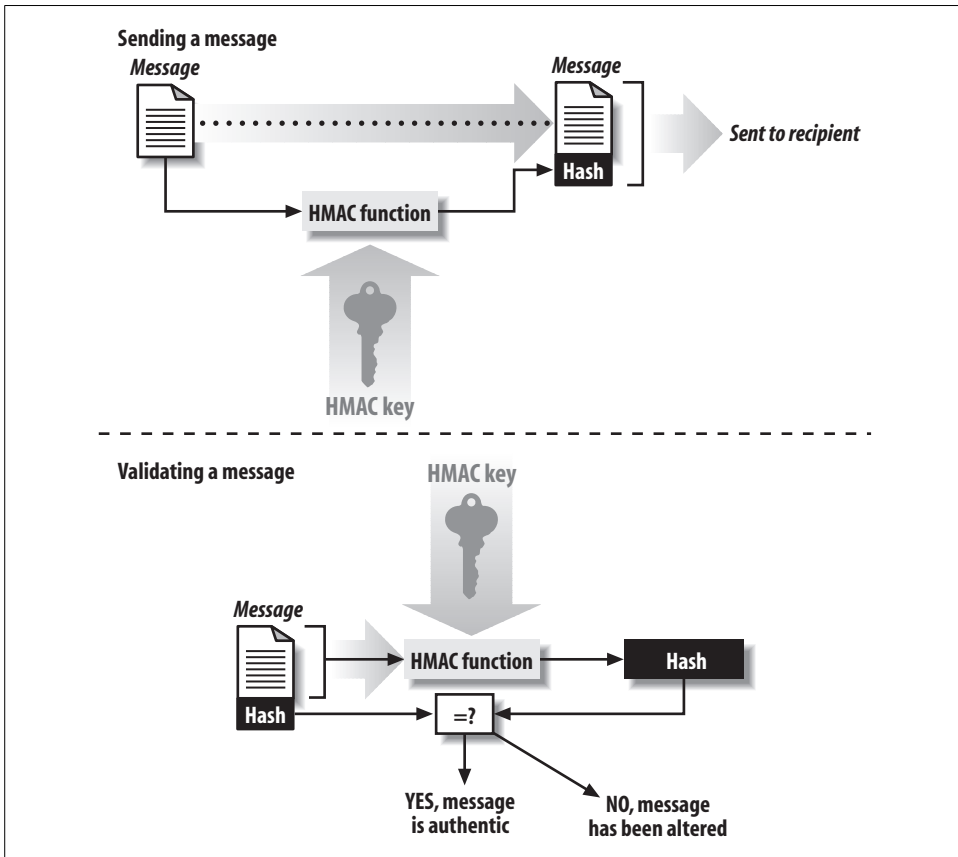 Sending a message
Message
Message
Hash
Sent to recipient
HMAC function
HMAC key
Validating a message
HMAC key
Message
HMAC function
Hash
Hash
=?
YES, message
is authentic
NO, message
has been altered